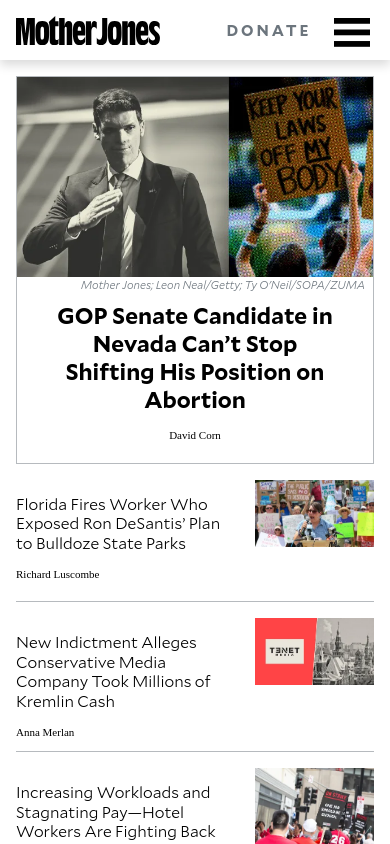 Mother Jones
DONATE
KEEP YOUR
LAWS
OFF MY
BODY
Mother Jones; Leon Neal/Getty; Ty O'Neil/SOPA/ZUMA
GOP Senate Candidate in
Nevada Can’t Stop
Shifting His Position on
Abortion
David Corn
Florida Fires Worker Who
Exposed Ron DeSantis’ Plan
to Bulldoze State Parks
Richard Luscombe
New Indictment Alleges
Conservative Media
Company Took Millions of
Kremlin Cash
Anna Merlan
TENET
Increasing Workloads and
Stagnating Pay—Hotel
Workers Are Fighting Back